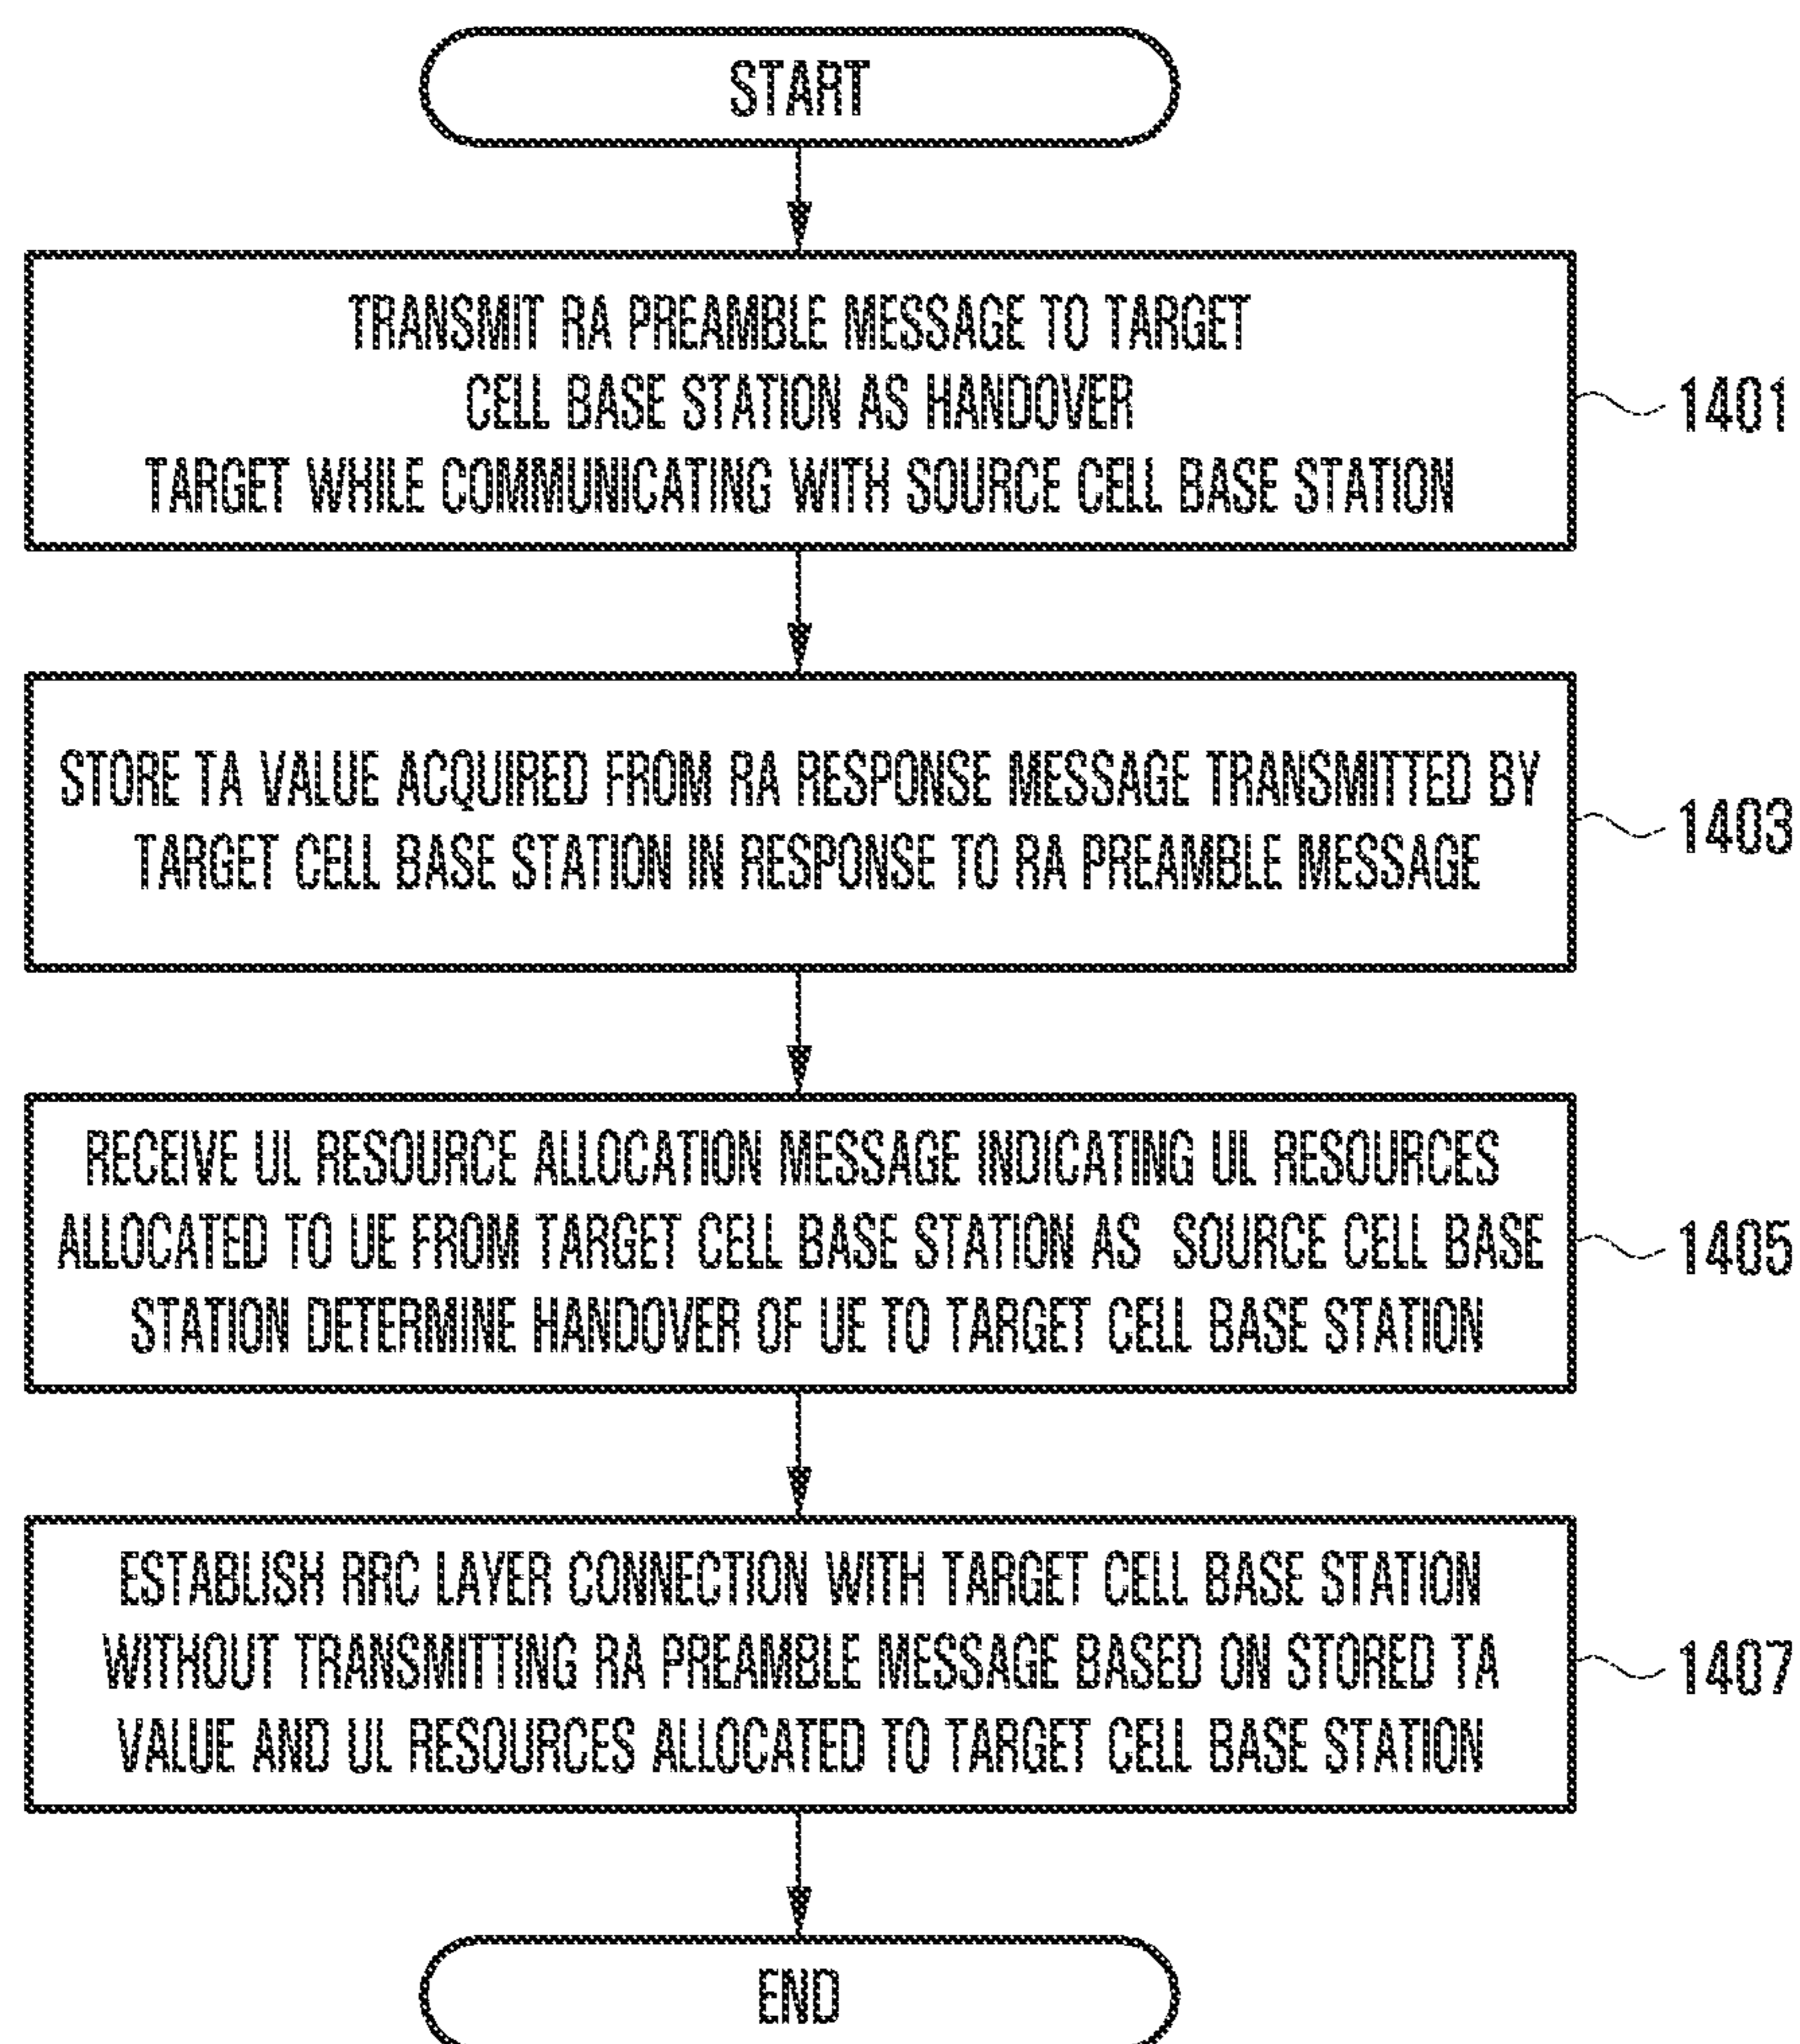 START
TRANSMIT RA PREAMBLE MESSAGE TO TARGET
CELL BASE STATION AS HANDOVER
TARGET WHILE COMMUNICATING WITH SOURCE CELL BASE STATION
1401
STORE TA VALUE ACQUIRED FROM RA RESPONSE MESSAGE TRANSMITTED BY
TARGET CELL BASE STATION IN RESPONSE TO RA PREAMBLE MESSAGE
1403
RECEIVE UL RESOURCE ALLOCATION MESSAGE INDICATING UL RESOURCES
ALLOCATED TO UE FROM TARGET CELL BASE STATION AS SOURCE CELL BASE
STATION DETERMINE HANDOVER OF UE TO TARGET CELL BASE STATION
1405
ESTABLISH RRC LAYER CONNECTION WITH TARGET CELL BASE STATION
WITHOUT TRANSMITTING RA PREAMBLE MESSAGE BASED ON STORED TA
VALUE AND UL RESOURCES ALLOCATED TO TARGET CELL BASE STATION
1407
END